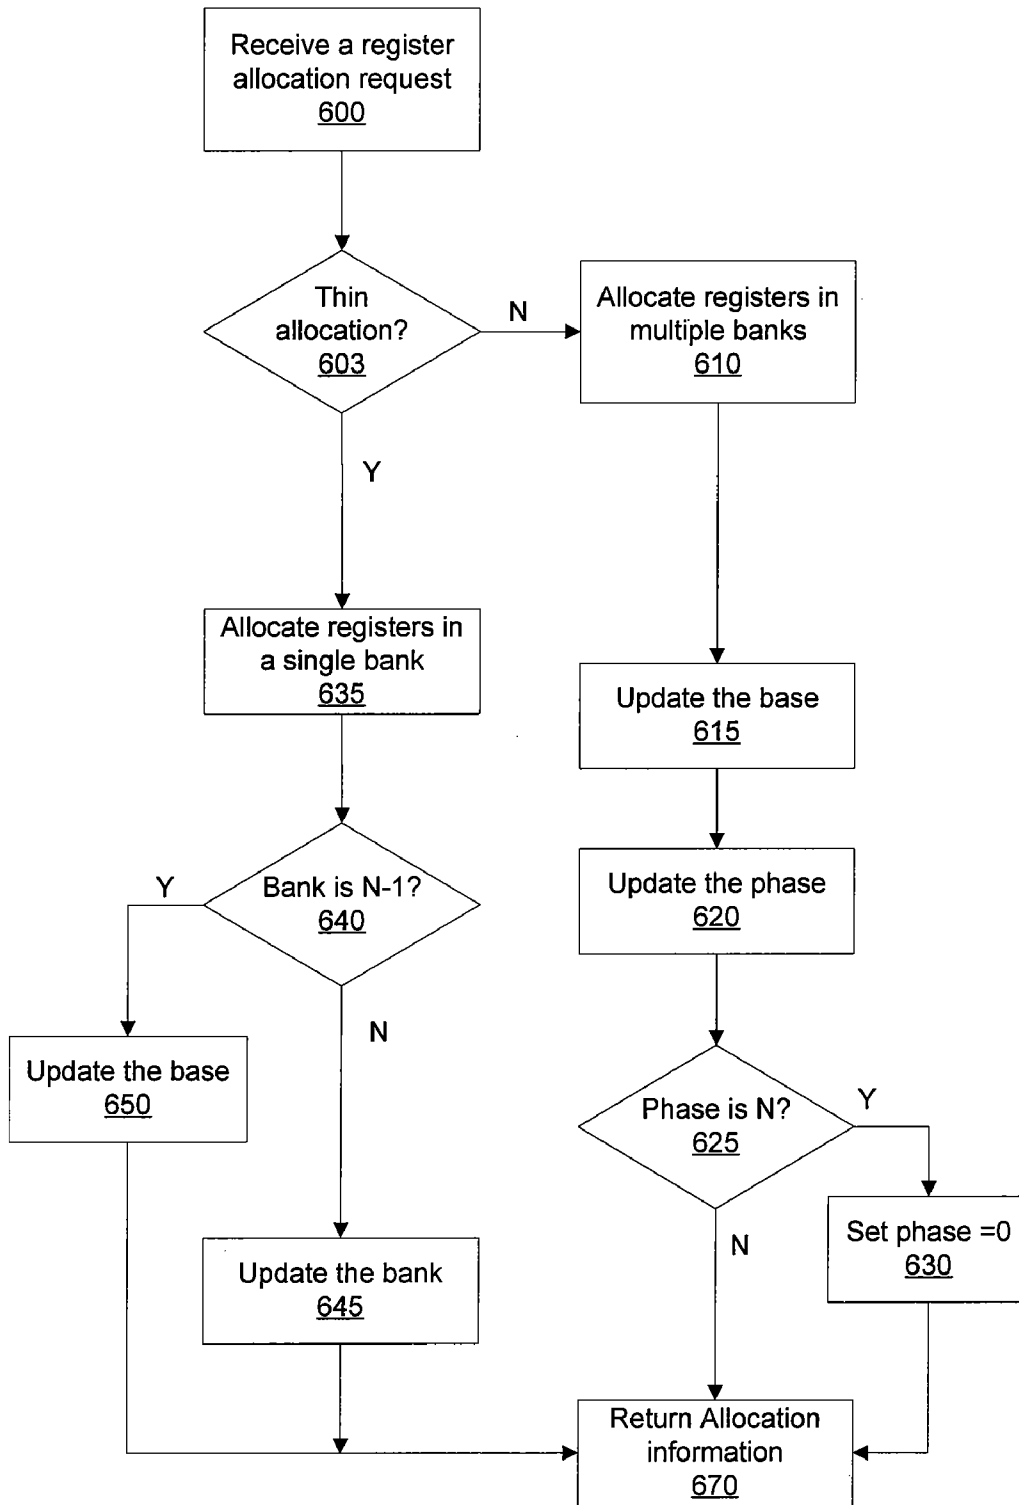 Receive a register
allocation request
600
Thin
allocation?
603
N
Allocate registers in
multiple banks
610
Y
Allocate registers in
a single bank
635
Update the base
615
Bank is N-1?
640
Y
N
Update the phase
620
Update the base
650
Phase is N?
625
Y
N
Set phase =0
630
Update the bank
645
Return Allocation
information
670